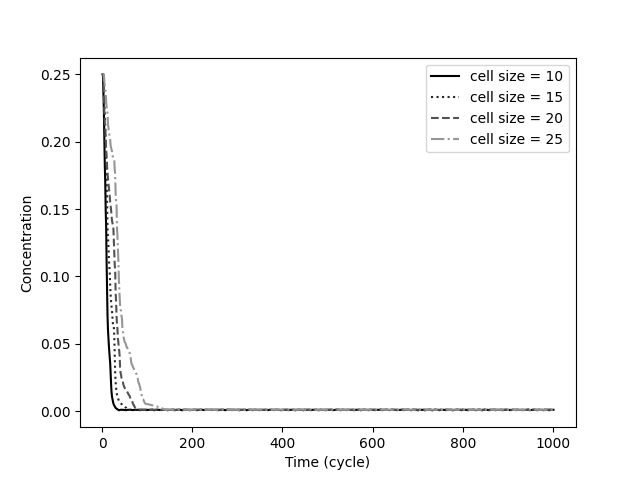 cell size = 10
cell size = 15
cell size = 20
cell size = 25
0.25
0.20
0.15
0.10
0.05
0.00
Concentration
0 200 400 600 800 1000
Time (cycle)